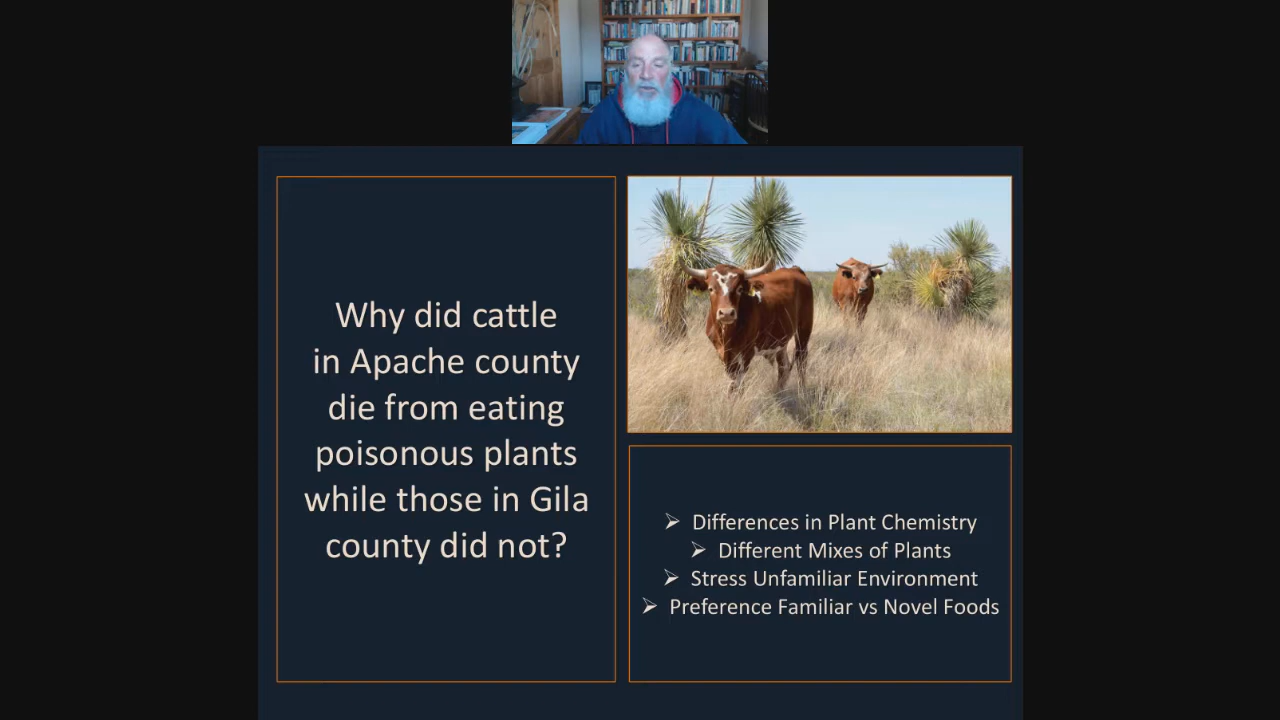 Why did cattle
in Apache county
die from eating
poisonous plants
while those in Gila
county did not?
➢ Differences in Plant Chemistry
➢ Different Mixes of Plants
➢ Stress Unfamiliar Environment
➢ Preference Familiar vs Novel Foods